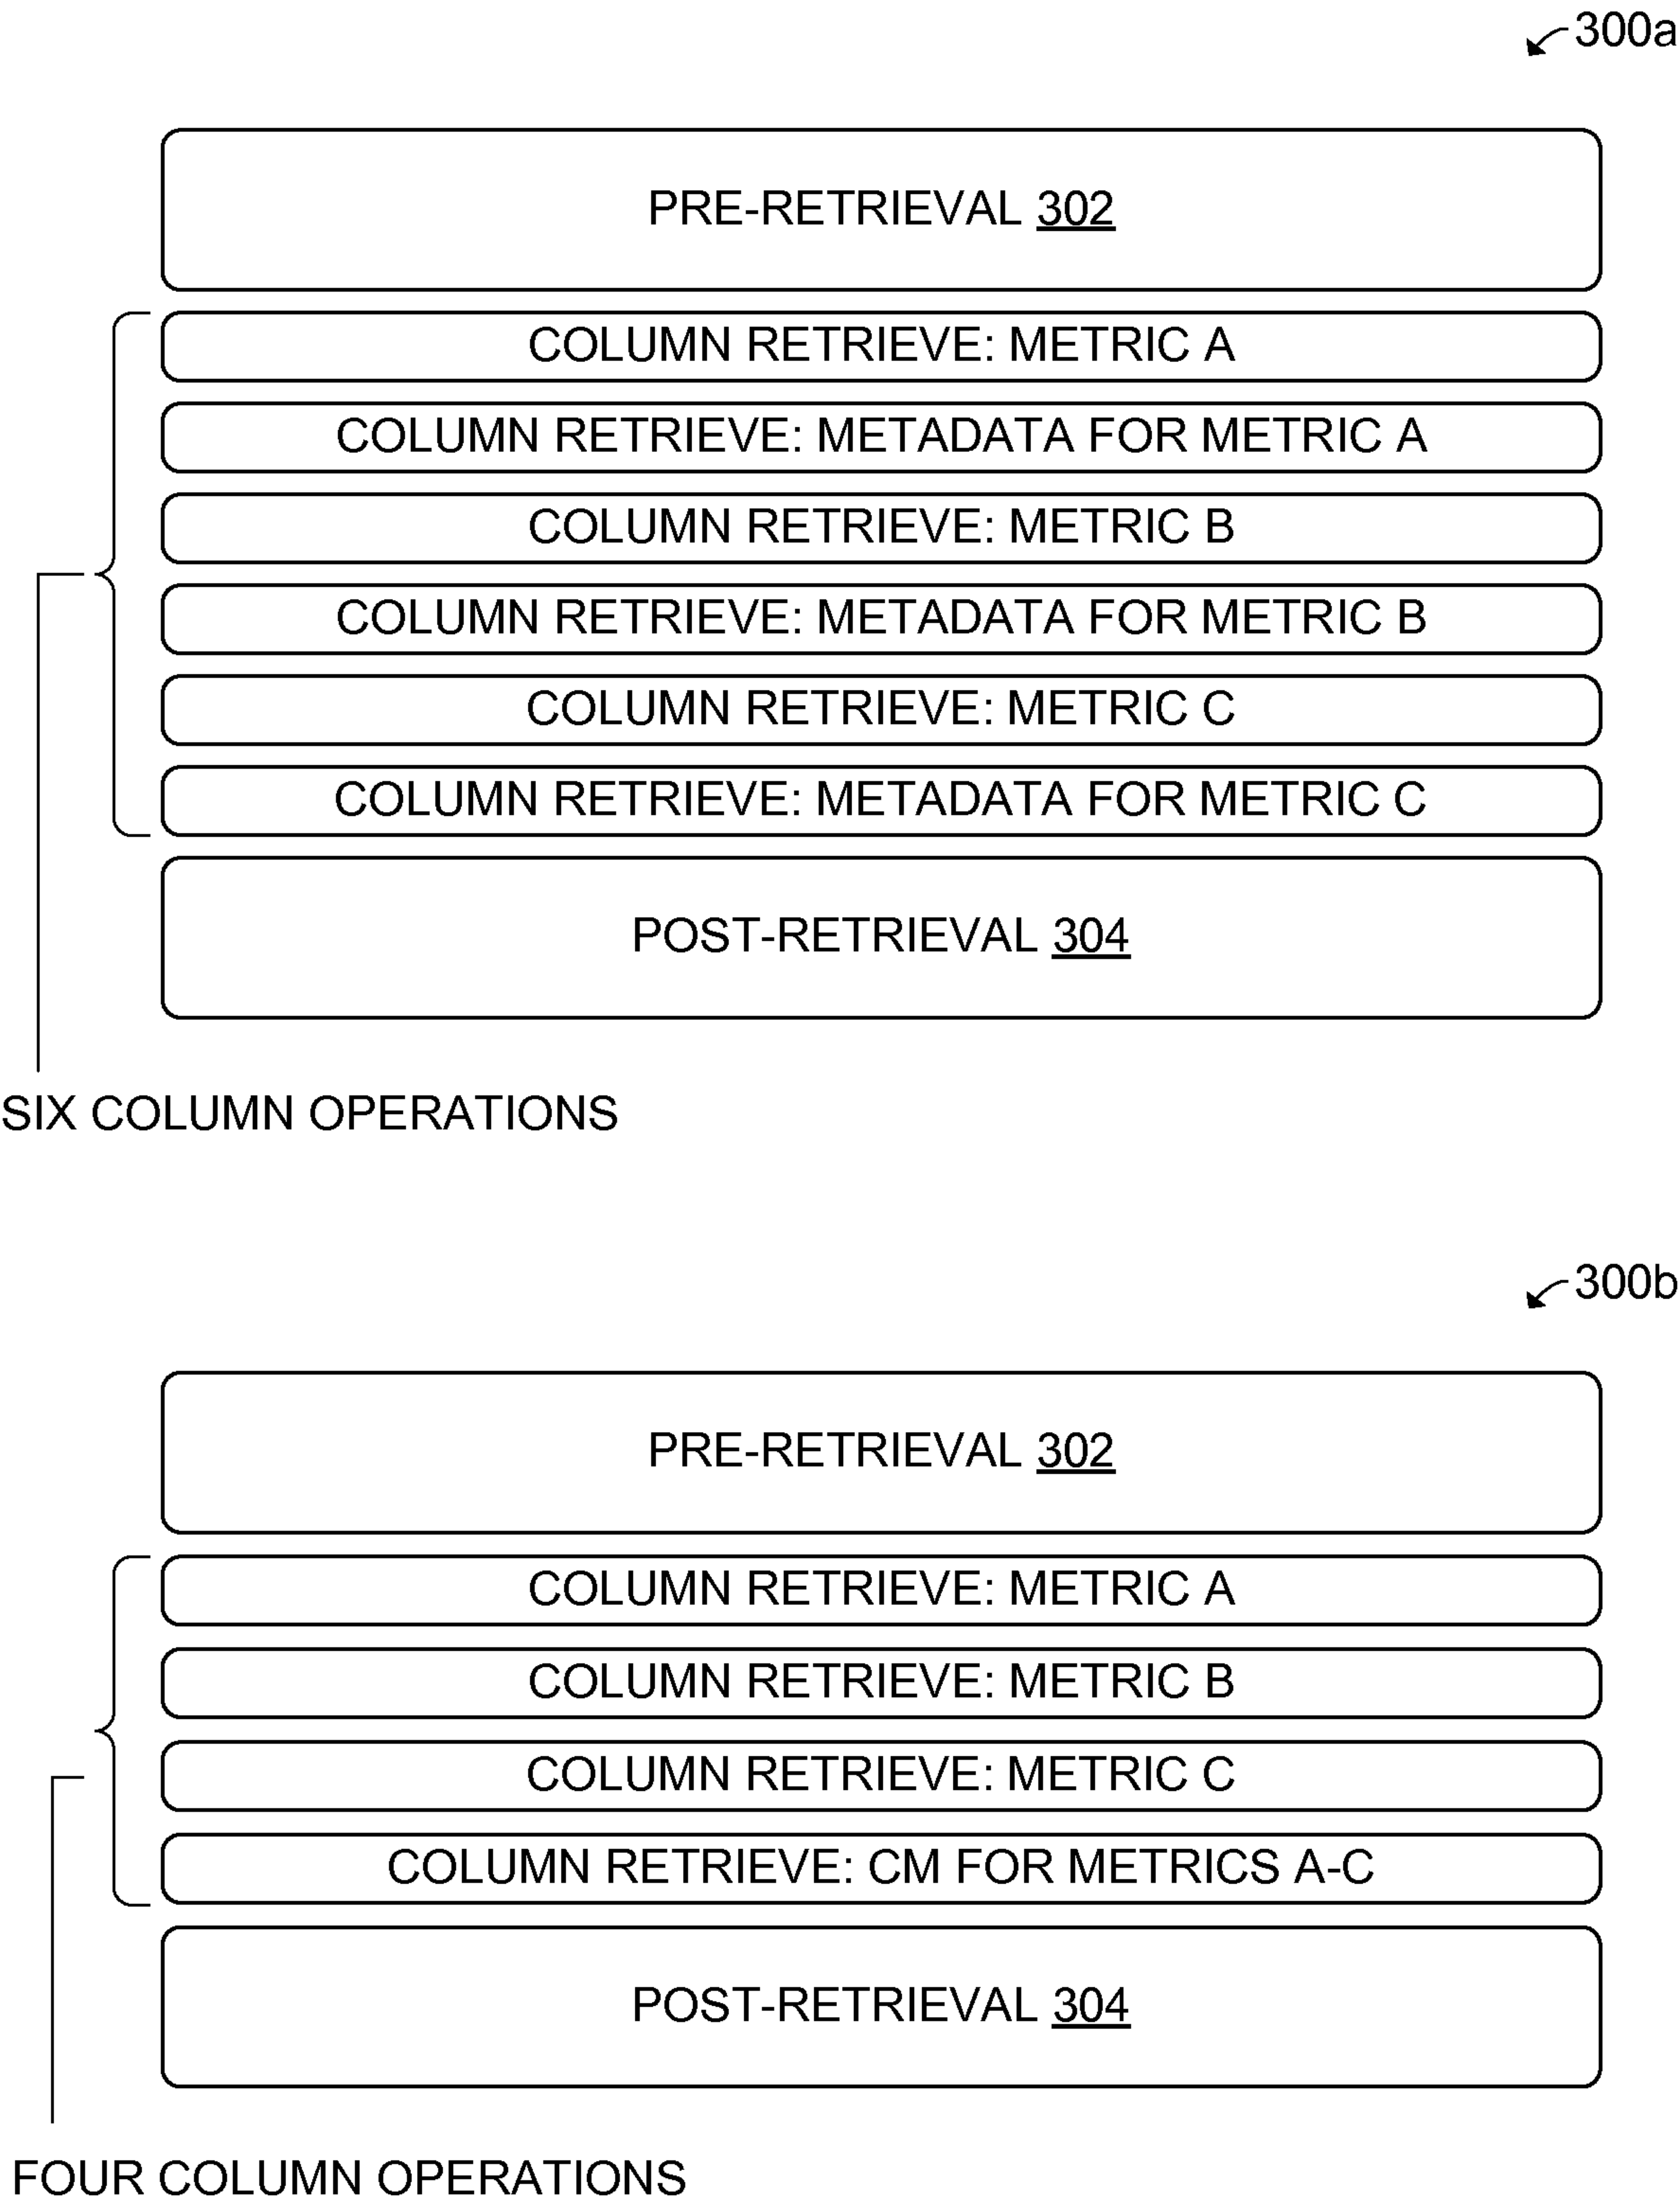 300a
PRE-RETRIEVAL 302
COLUMN RETRIEVE: METRIC A
COLUMN RETRIEVE: METADATA FOR METRIC A
COLUMN RETRIEVE: METRIC B
COLUMN RETRIEVE: METADATA FOR METRIC B
COLUMN RETRIEVE: METRIC C
COLUMN RETRIEVE: METADATA FOR METRIC C
POST-RETRIEVAL 304
SIX COLUMN OPERATIONS
300b
PRE-RETRIEVAL 302
COLUMN RETRIEVE: METRIC A
COLUMN RETRIEVE: METRIC B
COLUMN RETRIEVE: METRIC C
COLUMN RETRIEVE: CM FOR METRICS A-C
POST-RETRIEVAL 304
FOUR COLUMN OPERATIONS